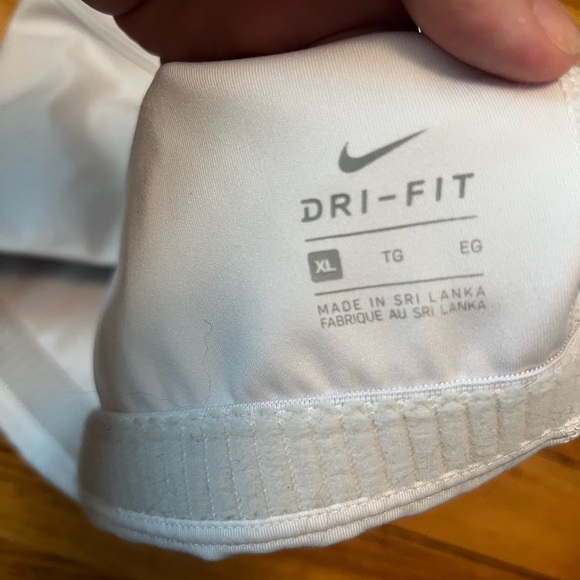 DRI-FIT
XL TG EG
MADE IN SRI LANKA
FABRIQUE AU SRI LANKA